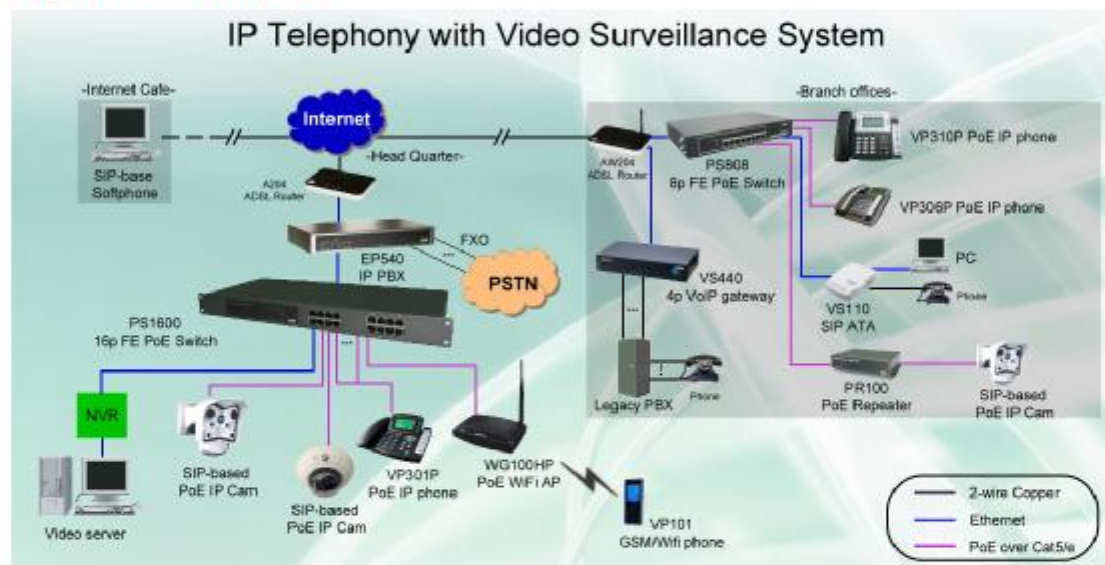 IP Telephony with Video Surveillance System
-Internet Cafe-
SIP-base
Softphone
Internet
-Head Quarter-
A204
ADSL Router
EP540
IP PBX
FXO
...
PSTN
PS1600
16p FE PoE Switch
...
NVR
Video server
SIP-based
PoE IP Cam
SIP-based
PoE IP Cam
VP301P
PoE IP phone
WG100HP
PoE WiFi AP
VP101
GSM/Wifi phone
-Branch offices-
AW204
ADSL Router
PS808
8p FE PoE Switch
VP310P PoE IP phone
VP306P PoE IP phone
VS440
4p VoIP gateway
...
Legacy PBX
Phone
PC
VS110
SIP ATA
Phone
PR100
PoE Repeater
SIP-based
PoE IP Cam
2-wire Copper
Ethernet
PoE over Cat5/e